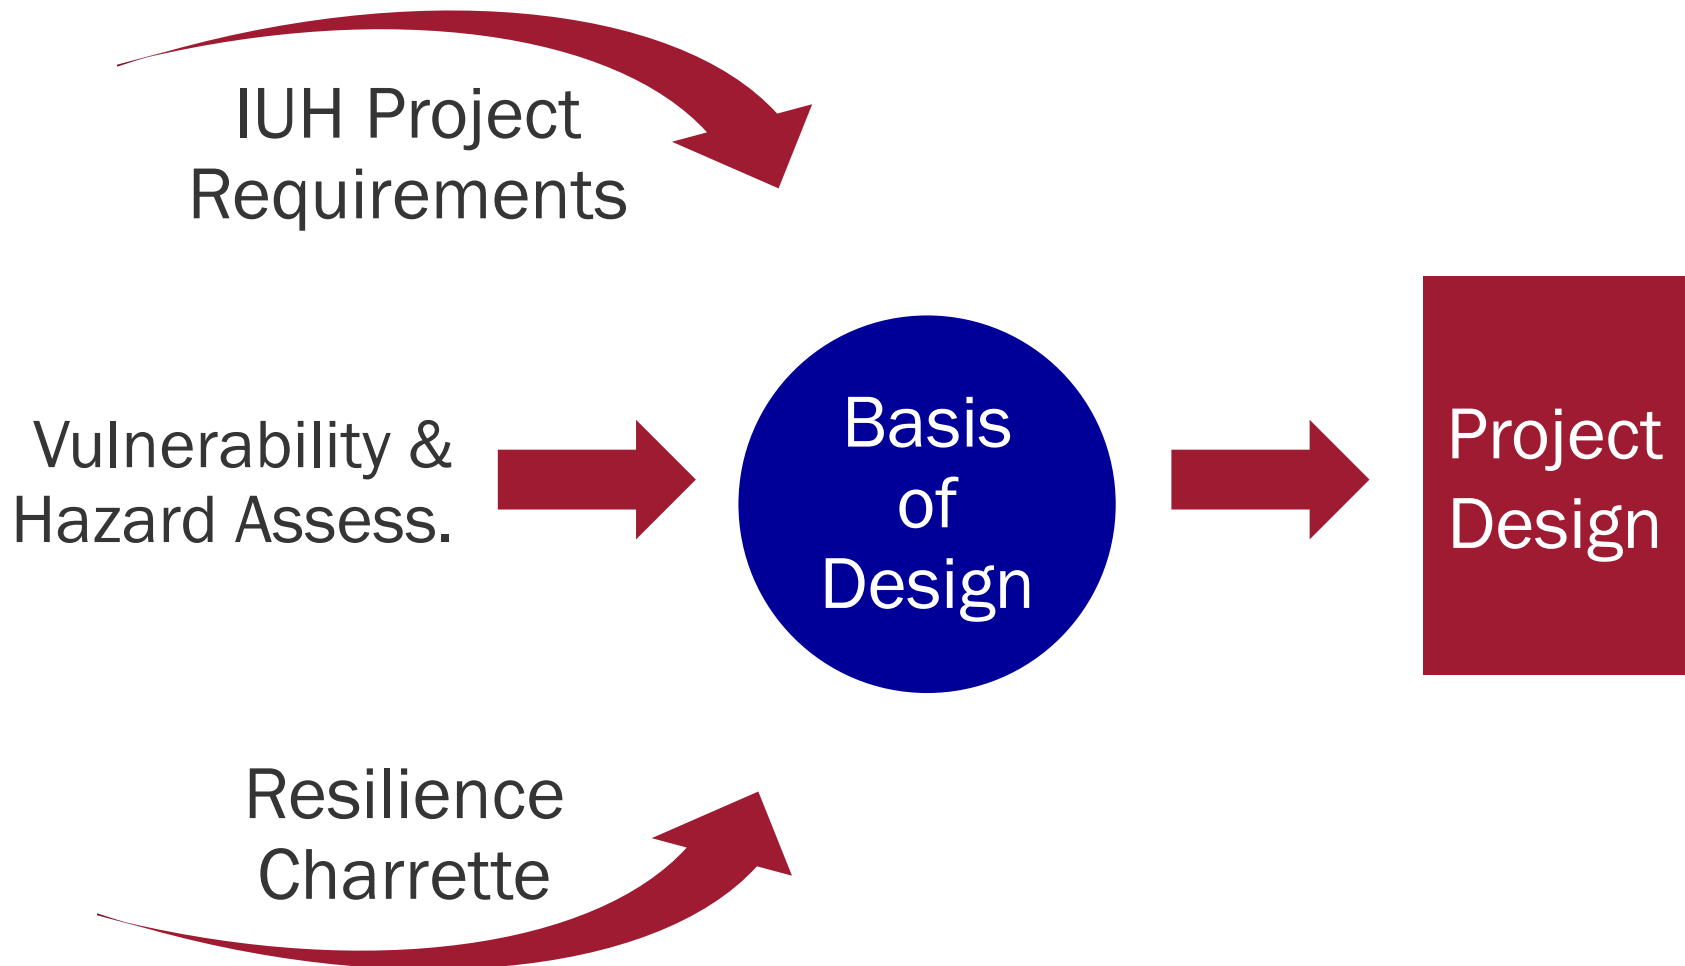 IUH Project
Requirements
Vulnerability &
Hazard Assess.
Basis
of
Design
Project
Design
Resilience
Charrette